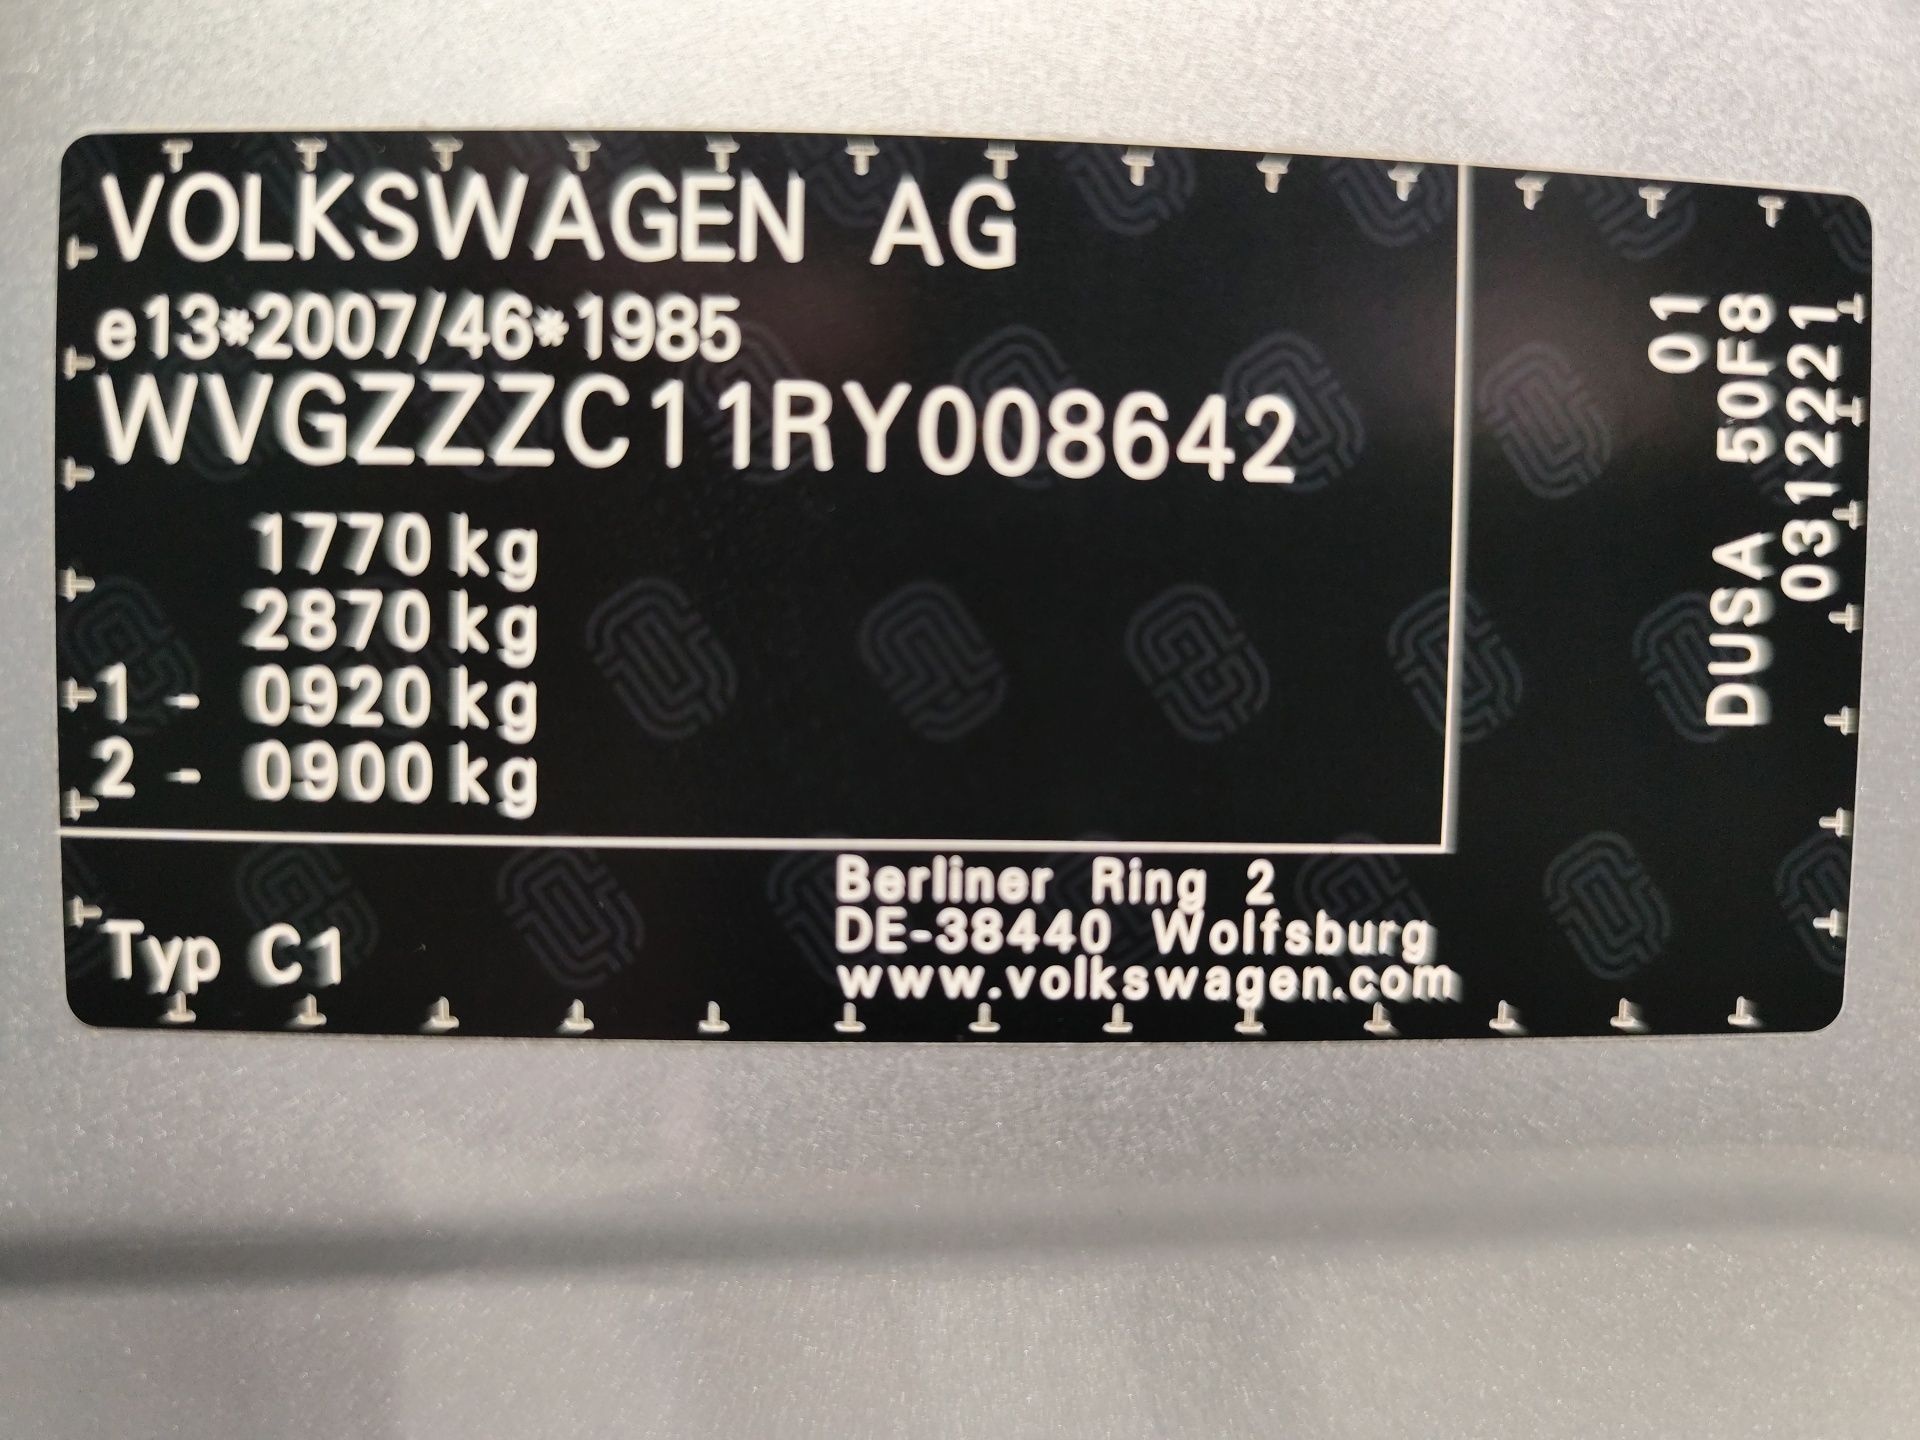 VOLKSWAGEN AG
e13*2007/46*1985
WVGZZZC11RY008642
1770 kg
2870 kg
1 - 0920 kg
2 - 0900 kg
Typ C1
Berliner Ring 2
DE-38440 Wolfsburg
www.volkswagen.com
01
DUSA 50F8
03122221